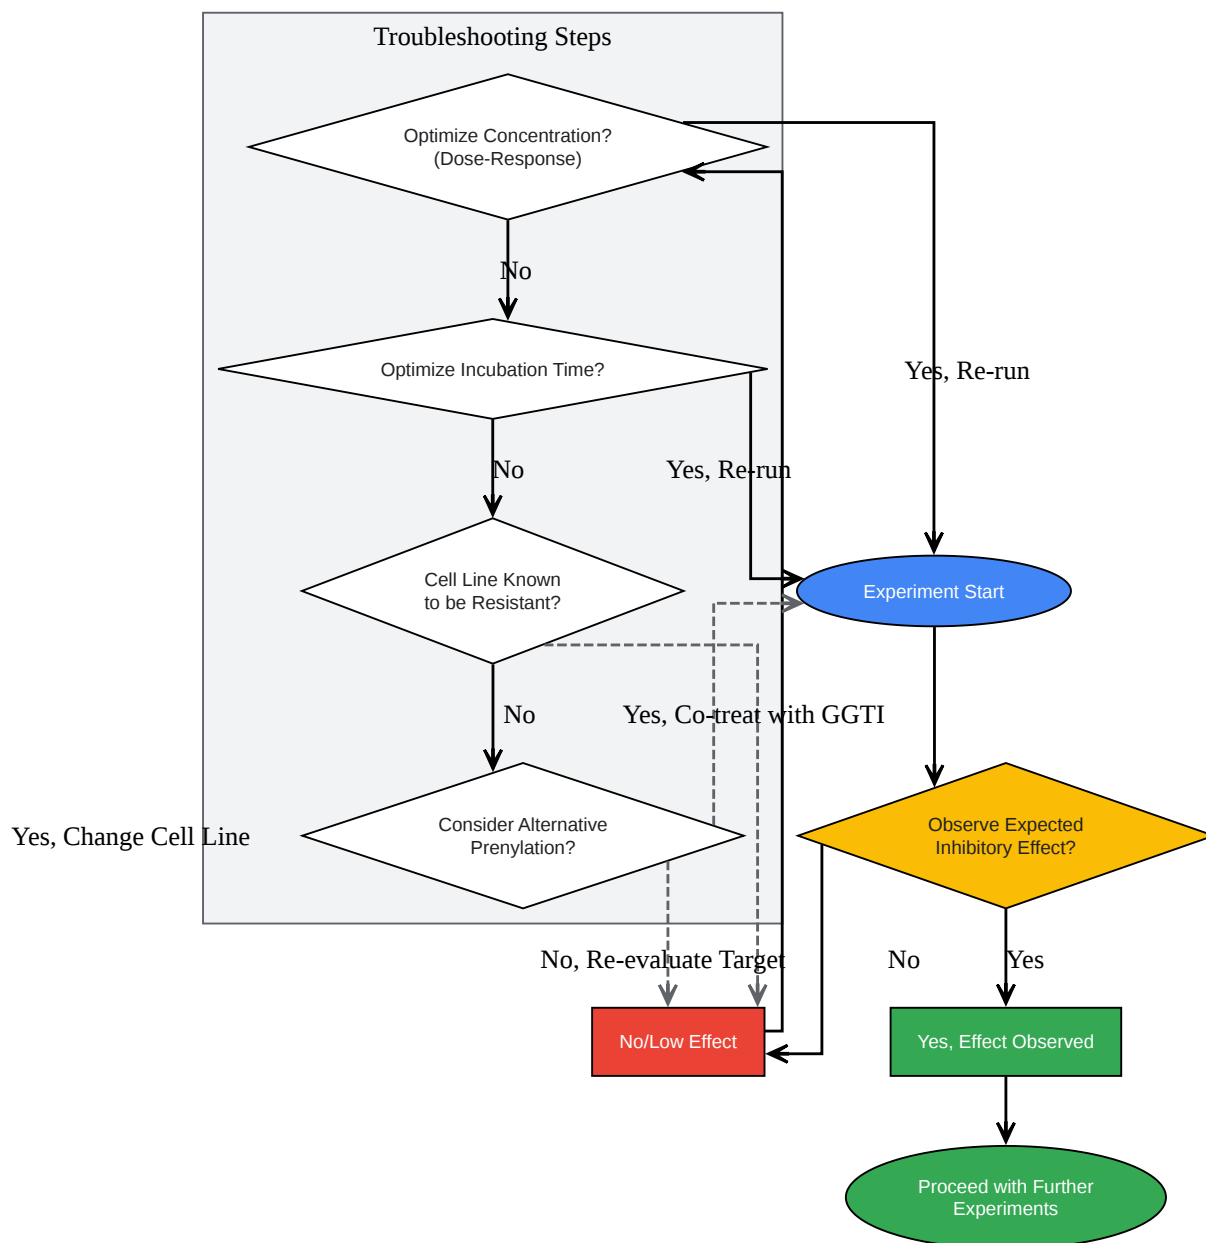 Troubleshooting Steps
Optimize Concentration?
(Dose-Response)
No
Optimize Incubation Time?
Yes, Re-run
No
Yes, Re-run
Cell Line Known
to be Resistant?
Experiment Start
No
Yes, Co-treat with GGTI
Yes, Change Cell Line
Consider Alternative
Prenylation?
Observe Expected
Inhibitory Effect?
No, Re-evaluate Target
No
Yes
No/Low Effect
Yes, Effect Observed
Proceed with Further
Experiments